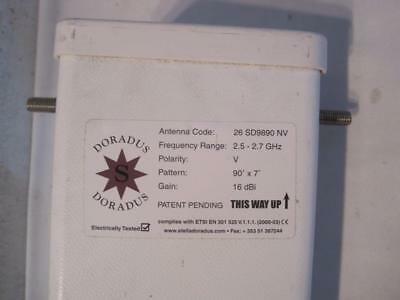 DORADUS
S
DORADUS
Electrically Tested
Antenna Code: 26 SD9890 NV
Frequency Range: 2.5 - 2.7 GHz
Polarity: V
Pattern: 90° x 7°
Gain: 16 dBi
PATENT PENDING THIS WAY UP
complies with ETSI EN 301 525 V.1.1.1. (2000-03) CE
www.stelladoradus.com • Fax: + 353 51 387244